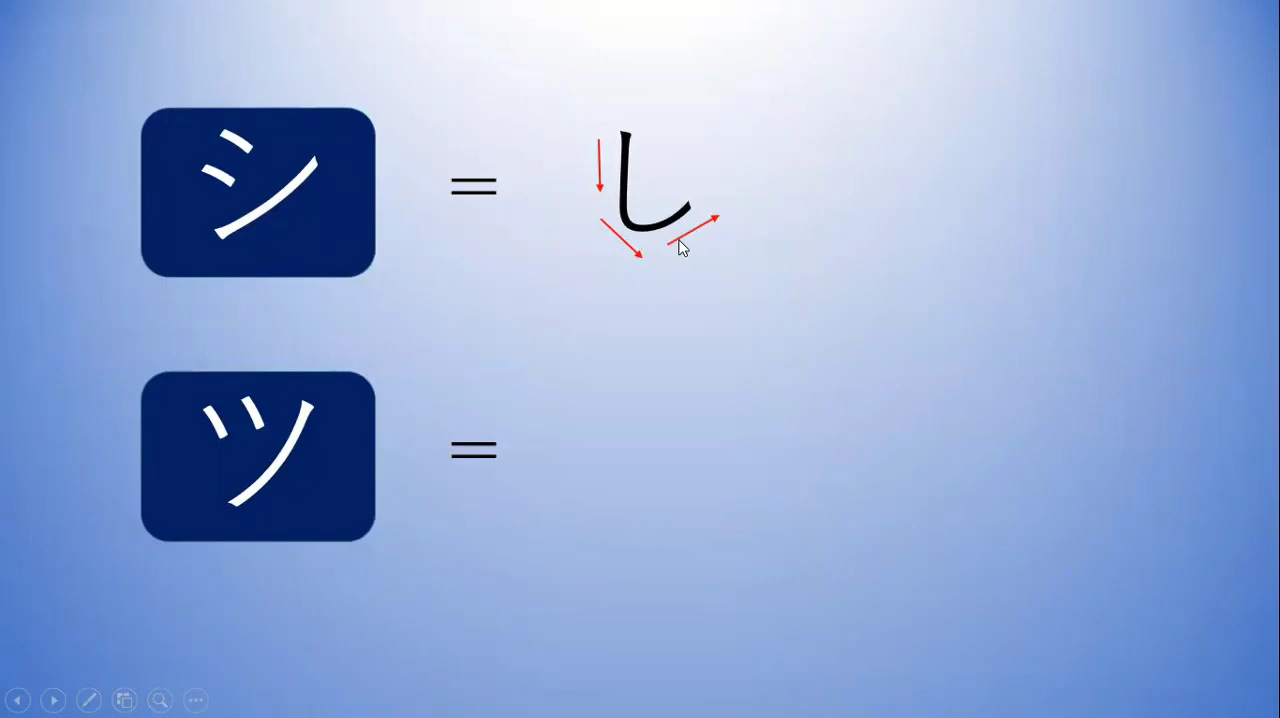 シ = し
ツ =